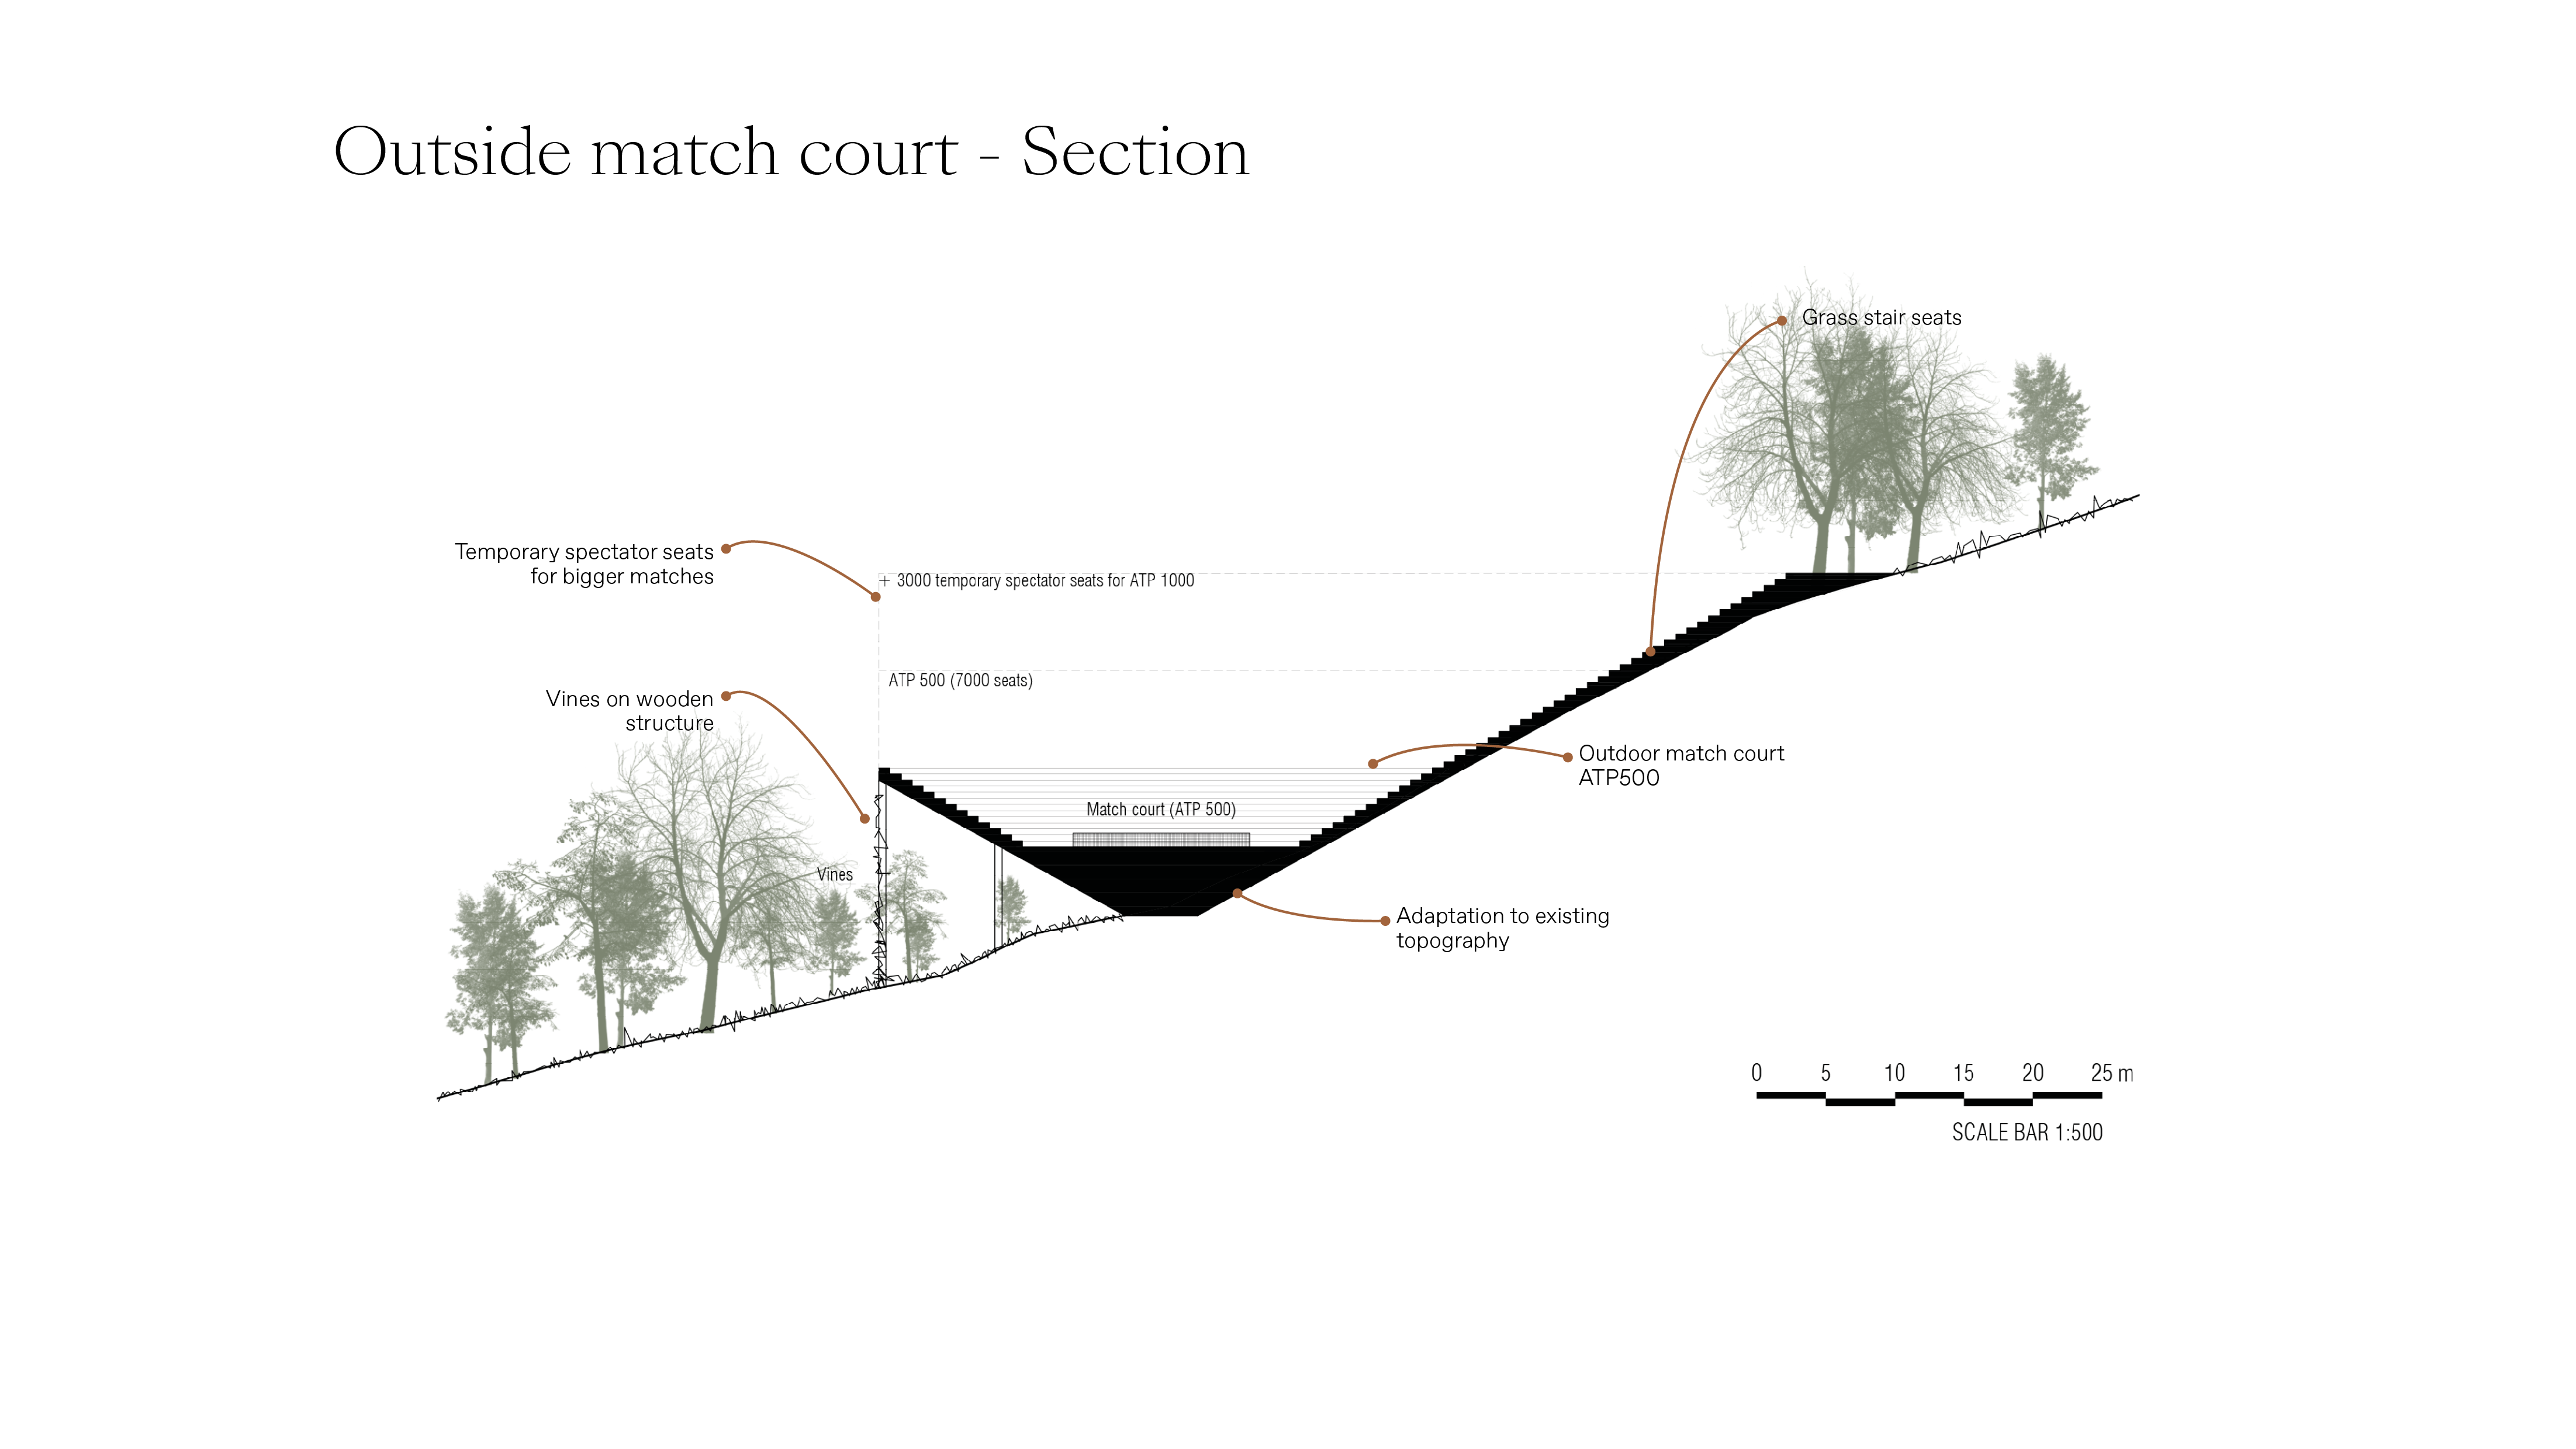 Outside match court - Section
Grass stair seats
Temporary spectator seats
for bigger matches
+ 3000 temporary spectator seats for ATP 1000
ATP 500 (7000 seats)
Vines on wooden
structure
Outdoor match court
ATP500
Match court (ATP 500)
Vines
Adaptation to existing
topography
0 5 10 15 20 25 m
SCALE BAR 1:500